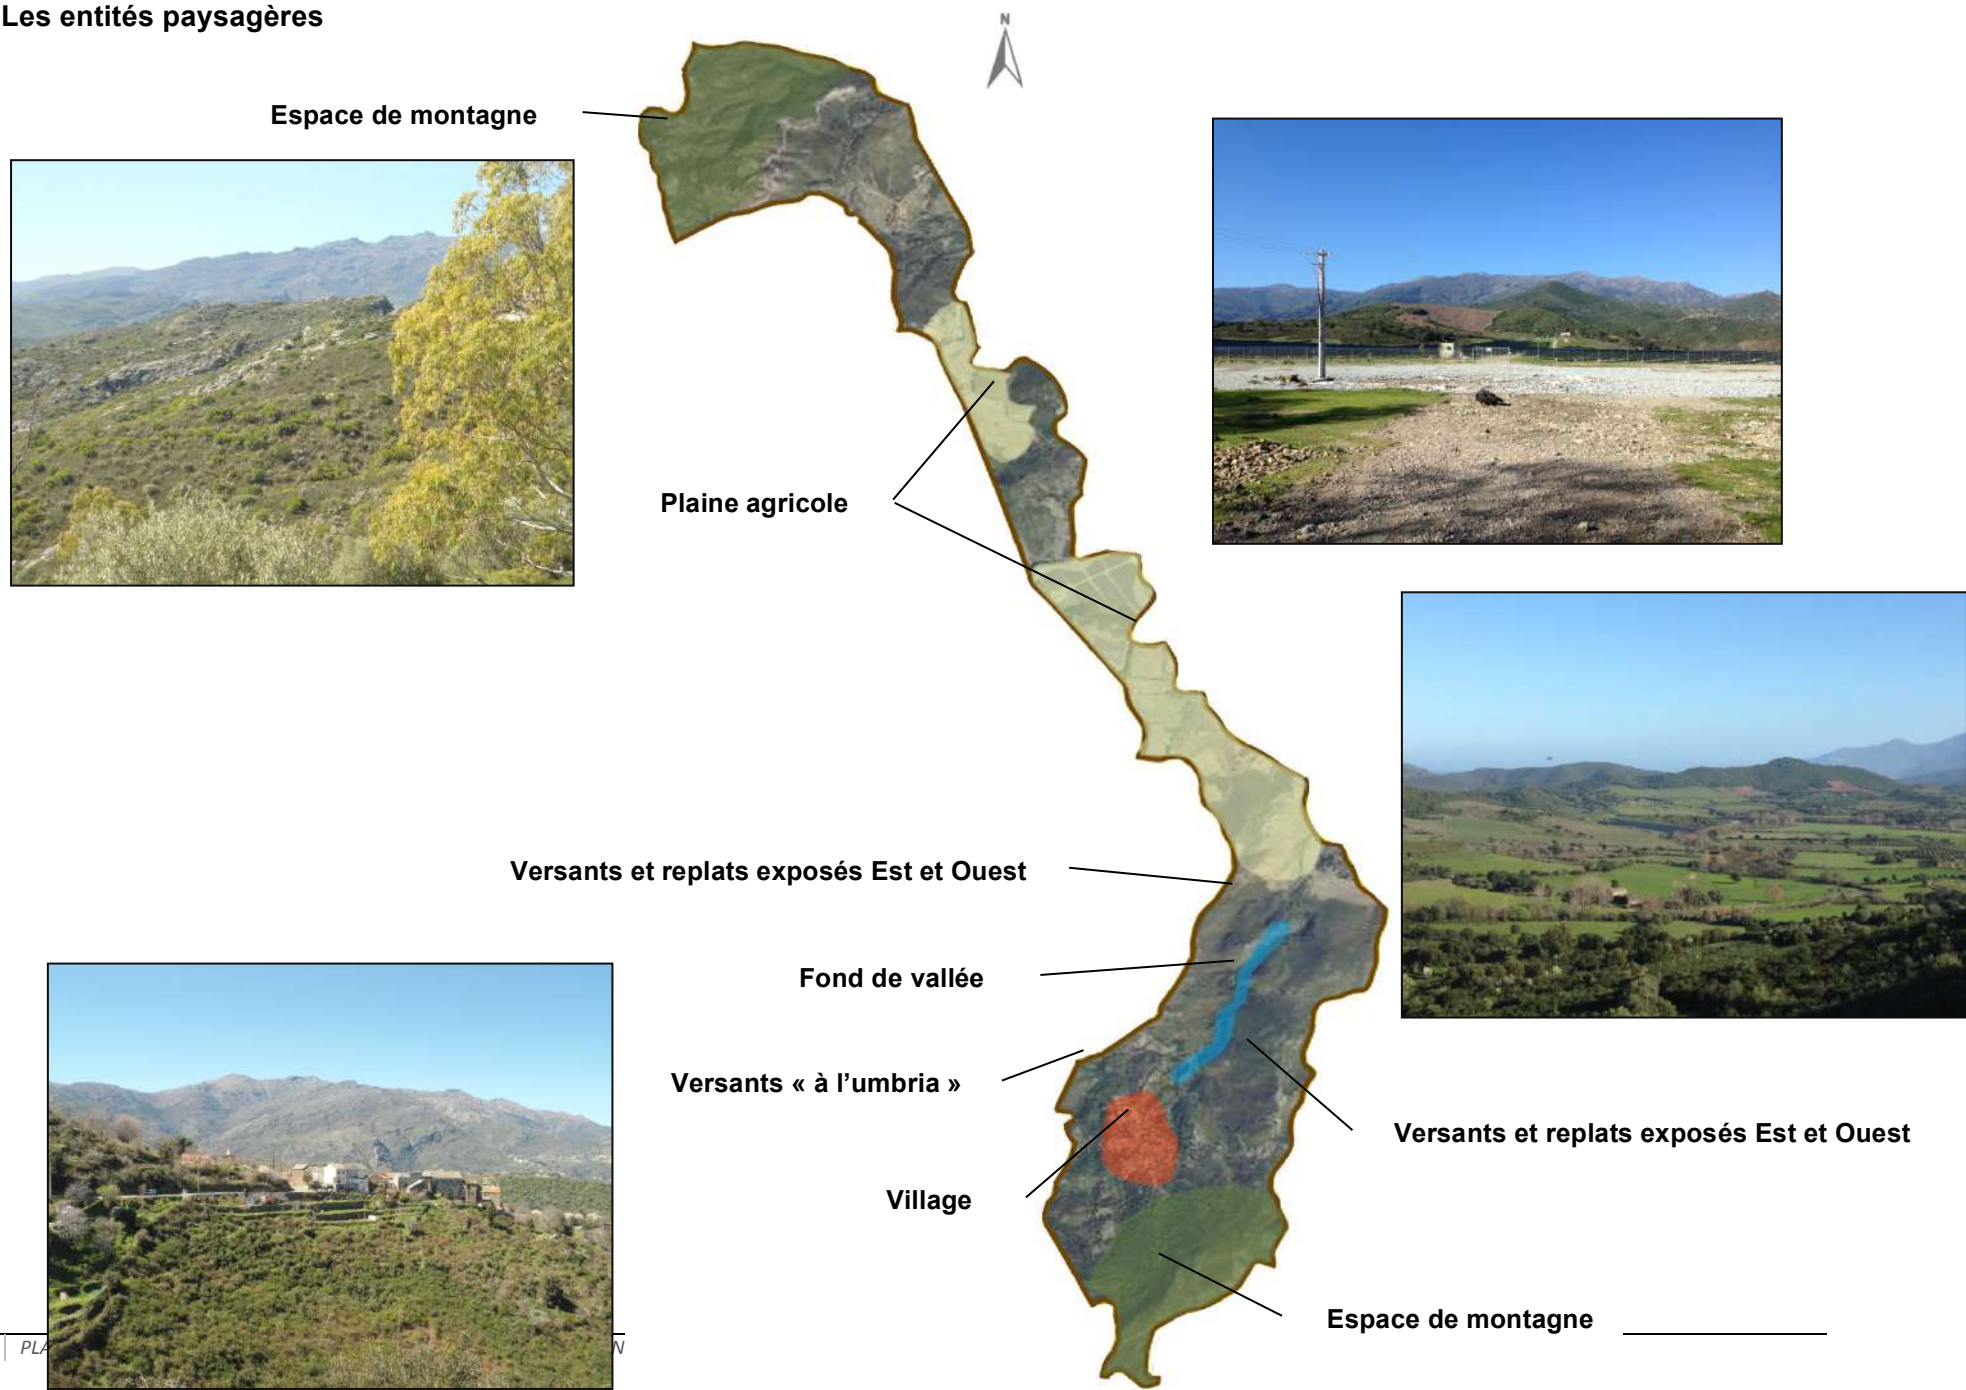 Les entités paysagères
N
Espace de montagne
Plaine agricole
Versants et replats exposés Est et Ouest
Fond de vallée
Versants « à l’umbria »
Versants et replats exposés Est et Ouest
Village
Espace de montagne